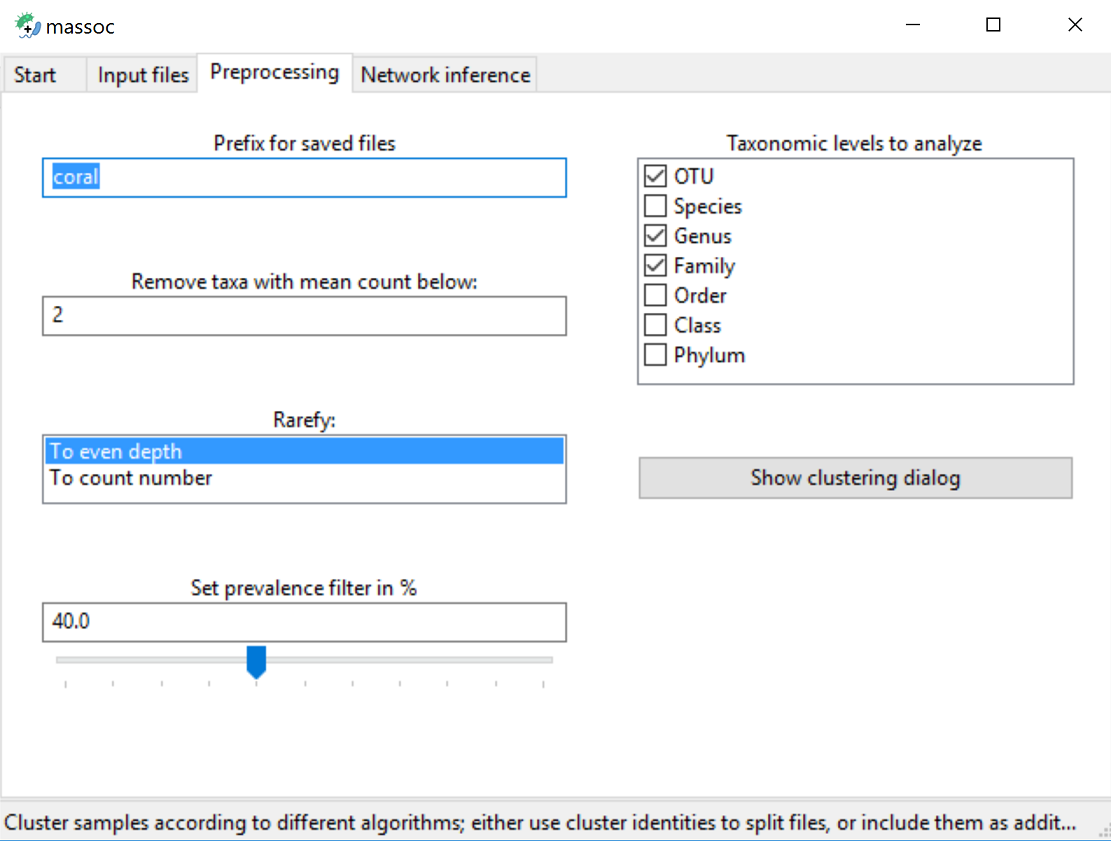 massoc
Start
Input files
Preprocessing
Network inference
Prefix for saved files
coral
Remove taxa with mean count below:
2
Rarefy:
To even depth
To count number
Set prevalence filter in %
40.0
Taxonomic levels to analyze
OTU
Species
Genus
Family
Order
Class
Phylum
Show clustering dialog
Cluster samples according to different algorithms; either use cluster identities to split files, or include them as addit...